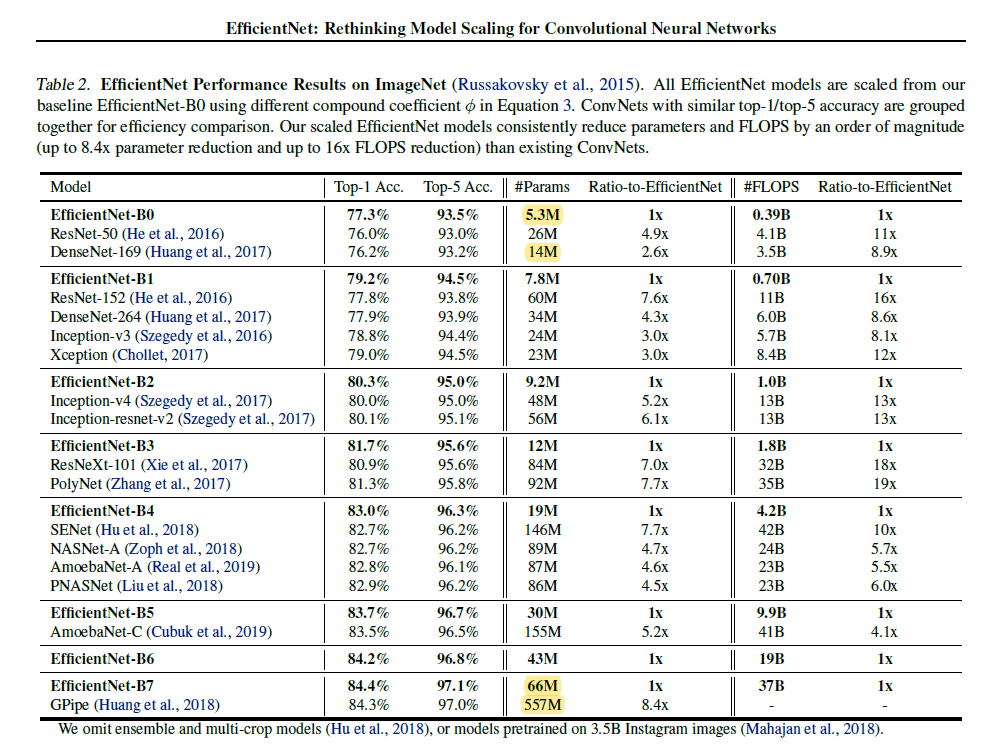 EfficientNet: Rethinking Model Scaling for Convolutional Neural Networks
Table 2. EfficientNet Performance Results on ImageNet (Russakovsky et al., 2015). All EfficientNet models are scaled from our
baseline EfficientNet-B0 using different compound coefficient ϕ in Equation 3. ConvNets with similar top-1/top-5 accuracy are grouped
together for efficiency comparison. Our scaled EfficientNet models consistently reduce parameters and FLOPS by an order of magnitude
(up to 8.4x parameter reduction and up to 16x FLOPS reduction) than existing ConvNets.
Model Top-1 Acc. Top-5 Acc. #Params Ratio-to-EfficientNet #FLOPS Ratio-to-EfficientNet
EfficientNet-B0 77.3% 93.5% 5.3M 1x 0.39B 1x
ResNet-50 (He et al., 2016) 76.0% 93.0% 26M 4.9x 4.1B 11x
DenseNet-169 (Huang et al., 2017) 76.2% 93.2% 14M 2.6x 3.5B 8.9x
EfficientNet-B1 79.2% 94.5% 7.8M 1x 0.70B 1x
ResNet-152 (He et al., 2016) 77.8% 93.8% 60M 7.6x 11B 16x
DenseNet-264 (Huang et al., 2017) 77.9% 93.9% 34M 4.3x 6.0B 8.6x
Inception-v3 (Szegedy et al., 2016) 78.8% 94.4% 24M 3.0x 5.7B 8.1x
Xception (Chollet, 2017) 79.0% 94.5% 23M 3.0x 8.4B 12x
EfficientNet-B2 80.3% 95.0% 9.2M 1x 1.0B 1x
Inception-v4 (Szegedy et al., 2017) 80.0% 95.0% 48M 5.2x 13B 13x
Inception-resnet-v2 (Szegedy et al., 2017) 80.1% 95.1% 56M 6.1x 13B 13x
EfficientNet-B3 81.7% 95.6% 12M 1x 1.8B 1x
ResNeXt-101 (Xie et al., 2017) 80.9% 95.6% 84M 7.0x 32B 18x
PolyNet (Zhang et al., 2017) 81.3% 95.8% 92M 7.7x 35B 19x
EfficientNet-B4 83.0% 96.3% 19M 1x 4.2B 1x
SENet (Hu et al., 2018) 82.7% 96.2% 146M 7.7x 42B 10x
NASNet-A (Zoph et al., 2018) 82.7% 96.2% 89M 4.7x 24B 5.7x
AmoebaNet-A (Real et al., 2019) 82.8% 96.1% 87M 4.6x 23B 5.5x
PNASNet (Liu et al., 2018) 82.9% 96.2% 86M 4.5x 23B 6.0x
EfficientNet-B5 83.7% 96.7% 30M 1x 9.9B 1x
AmoebaNet-C (Cubuk et al., 2019) 83.5% 96.5% 155M 5.2x 41B 4.1x
EfficientNet-B6 84.2% 96.8% 43M 1x 19B 1x
EfficientNet-B7 84.4% 97.1% 66M 1x 37B 1x
GPipe (Huang et al., 2018) 84.3% 97.0% 557M 8.4x - -
We omit ensemble and multi-crop models (Hu et al., 2018), or models pretrained on 3.5B Instagram images (Mahajan et al., 2018).